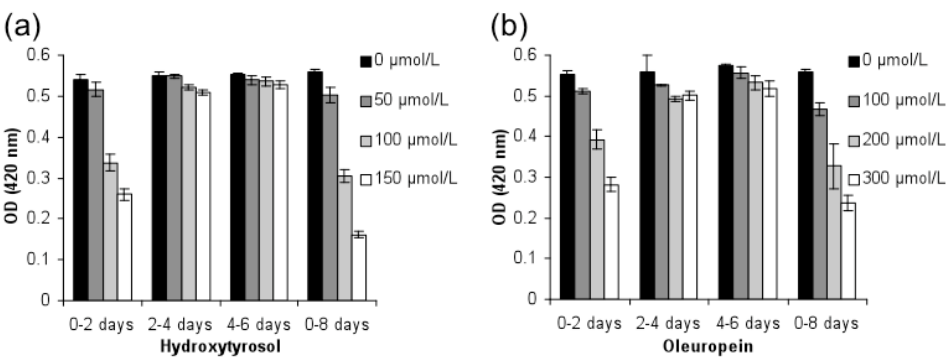 (a)
0.6
0.5
0.4
0.3
0.2
0.1
0
OD (420 nm)
0-2 days 2-4 days 4-6 days 0-8 days
Hydroxytyrosol
0 µmol/L
50 µmol/L
100 µmol/L
150 µmol/L
(b)
0.6
0.5
0.4
0.3
0.2
0.1
0
OD (420 nm)
0-2 days 2-4 days 4-6 days 0-8 days
Oleuropein
0 µmol/L
100 µmol/L
200 µmol/L
300 µmol/L